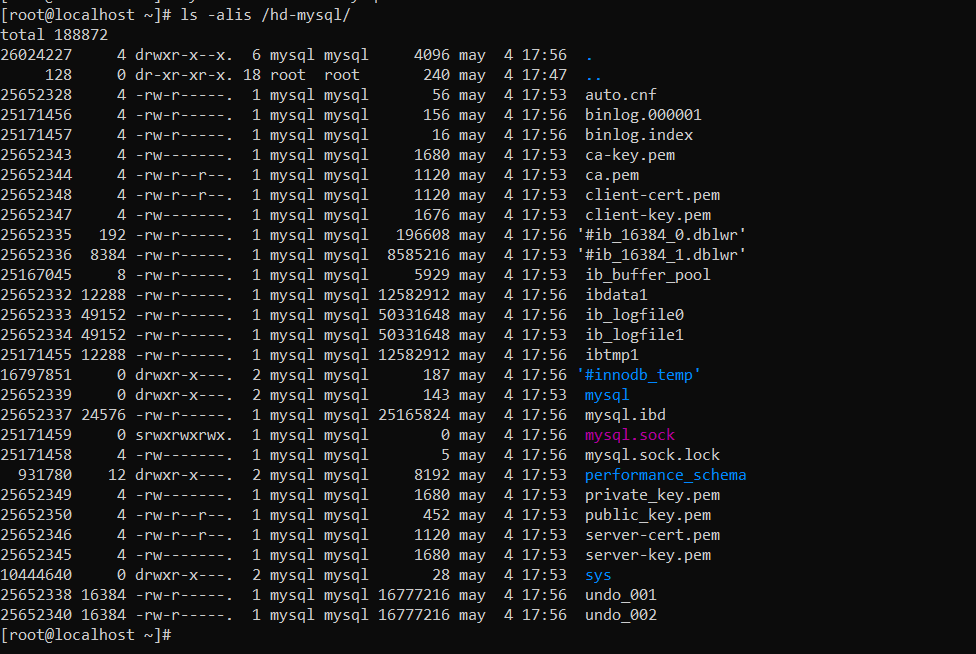 [root@localhost ~]# ls -alis /hd-mysql/
total 188872
26024227     4 drwxr-x--x.  6 mysql mysql     4096 may  4 17:56  .
     128     0 dr-xr-xr-x. 18 root  root       240 may  4 17:47  ..
25652328     4 -rw-r-----.  1 mysql mysql       56 may  4 17:53  auto.cnf
25171456     4 -rw-r-----.  1 mysql mysql      156 may  4 17:56  binlog.000001
25171457     4 -rw-r-----.  1 mysql mysql       16 may  4 17:56  binlog.index
25652343     4 -rw-------.  1 mysql mysql     1680 may  4 17:53  ca-key.pem
25652344     4 -rw-r--r--.  1 mysql mysql     1120 may  4 17:53  ca.pem
25652348     4 -rw-r--r--.  1 mysql mysql     1120 may  4 17:53  client-cert.pem
25652347     4 -rw-------.  1 mysql mysql     1676 may  4 17:53  client-key.pem
25652335   192 -rw-r-----.  1 mysql mysql   196608 may  4 17:56 '#ib_16384_0.dblwr'
25652336  8384 -rw-r-----.  1 mysql mysql  8585216 may  4 17:53 '#ib_16384_1.dblwr'
25167045     8 -rw-r-----.  1 mysql mysql     5929 may  4 17:53  ib_buffer_pool
25652332 12288 -rw-r-----.  1 mysql mysql 12582912 may  4 17:56  ibdata1
25652333 49152 -rw-r-----.  1 mysql mysql 50331648 may  4 17:56  ib_logfile0
25652334 49152 -rw-r-----.  1 mysql mysql 50331648 may  4 17:53  ib_logfile1
25171455 12288 -rw-r-----.  1 mysql mysql 12582912 may  4 17:56  ibtmp1
16797851     0 drwxr-x---.  2 mysql mysql      187 may  4 17:56 '#innodb_temp'
25652339     0 drwxr-x---.  2 mysql mysql      143 may  4 17:53  mysql
25652337 24576 -rw-r-----.  1 mysql mysql 25165824 may  4 17:56  mysql.ibd
25171459     0 srwxrwxrwx.  1 mysql mysql        0 may  4 17:56  mysql.sock
25171458     4 -rw-------.  1 mysql mysql        5 may  4 17:56  mysql.sock.lock
  931780    12 drwxr-x---.  2 mysql mysql     8192 may  4 17:53  performance_schema
25652349     4 -rw-------.  1 mysql mysql     1680 may  4 17:53  private_key.pem
25652350     4 -rw-r--r--.  1 mysql mysql      452 may  4 17:53  public_key.pem
25652346     4 -rw-r--r--.  1 mysql mysql     1120 may  4 17:53  server-cert.pem
25652345     4 -rw-------.  1 mysql mysql     1680 may  4 17:53  server-key.pem
10444640     0 drwxr-x---.  2 mysql mysql       28 may  4 17:53  sys
25652338 16384 -rw-r-----.  1 mysql mysql 16777216 may  4 17:56  undo_001
25652340 16384 -rw-r-----.  1 mysql mysql 16777216 may  4 17:56  undo_002
[root@localhost ~]#